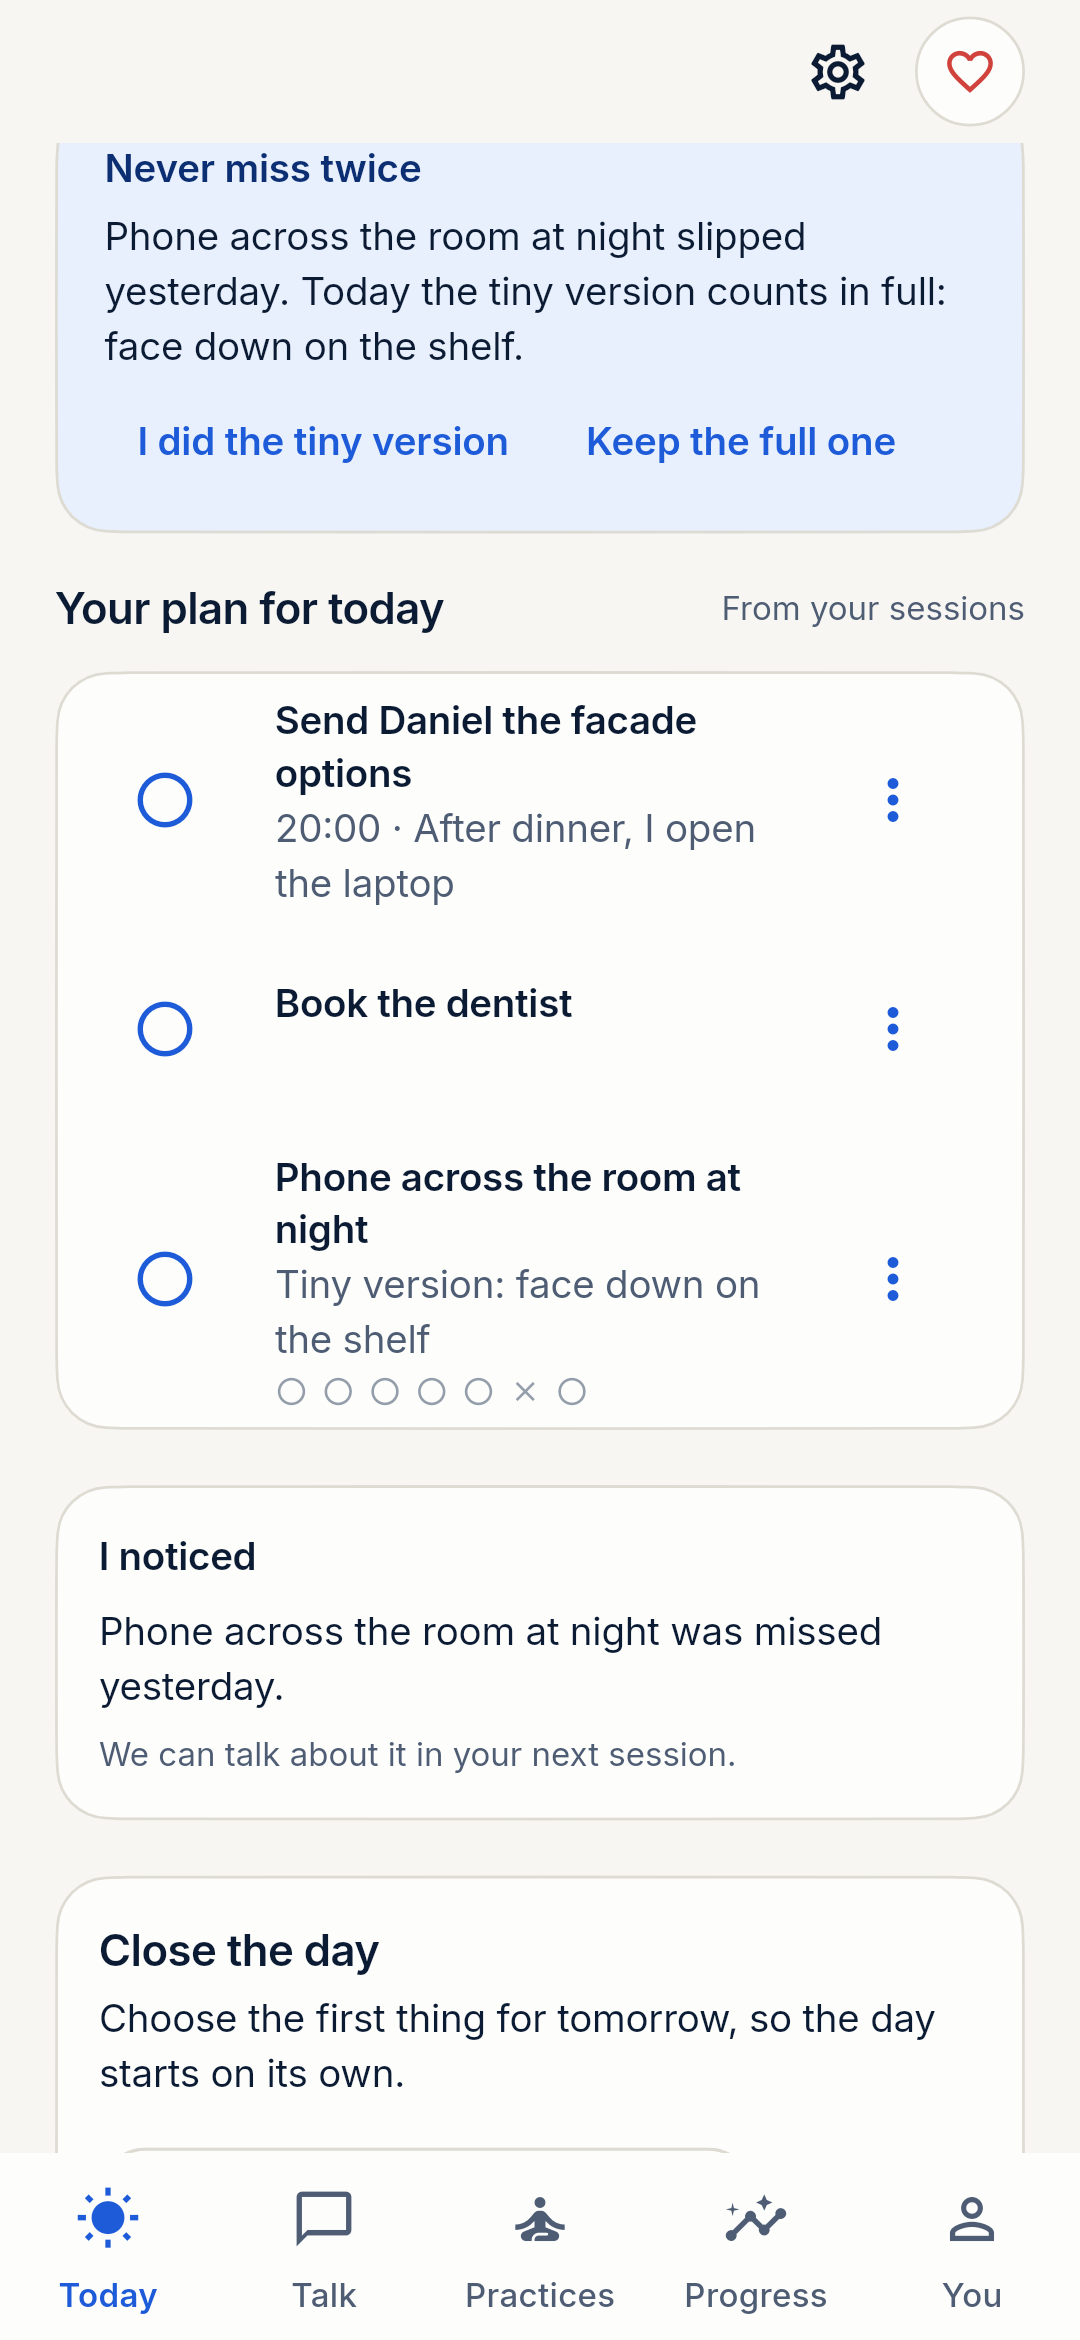 Never miss twice
Phone across the room at night slipped
yesterday. Today the tiny version counts in full:
face down on the shelf.
I did the tiny version
Keep the full one
Your plan for today
From your sessions
Send Daniel the facade
options
20:00 · After dinner, I open
the laptop
Book the dentist
Phone across the room at
night
Tiny version: face down on
the shelf
I noticed
Phone across the room at night was missed
yesterday.
We can talk about it in your next session.
Close the day
Choose the first thing for tomorrow, so the day
starts on its own.
Today
Talk
Practices
Progress
You